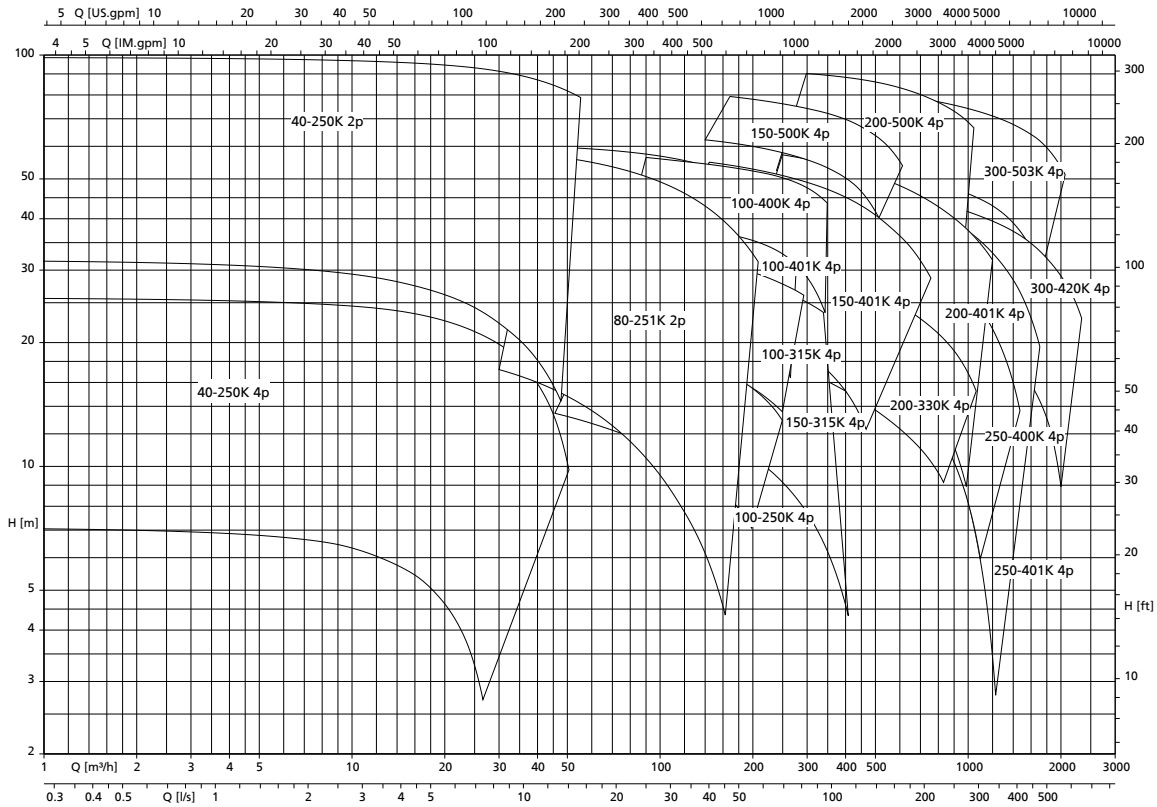 5 Q [US.gpm] 10 20 30 40 50 100 200 300 400 500 1000 2000 3000 4000 5000 10000
4 5 Q [IM.gpm] 10 20 30 40 50 100 200 300 400 500 1000 2000 3000 4000 5000 10000
100
300
40-250K 2p
200-500K 4p
150-500K 4p
200
300-503K 4p
50
100-400K 4p
40
100-401K 4p
100
30
300-420K 4p
150-401K 4p
200-401K 4p
80-251K 2p
20
100-315K 4p
40-250K 4p
50
200-330K 4p
150-315K 4p
40
250-400K 4p
10
30
100-250K 4p
H [m]
20
250-401K 4p
5
H [ft]
4
3
10
2
1 Q [m³/h] 2 3 4 5 10 20 30 40 50 100 200 300 400 500 1000 2000 3000
0.3 0.4 0.5 Q [l/s] 1 2 3 4 5 10 20 30 40 50 100 200 300 400 500